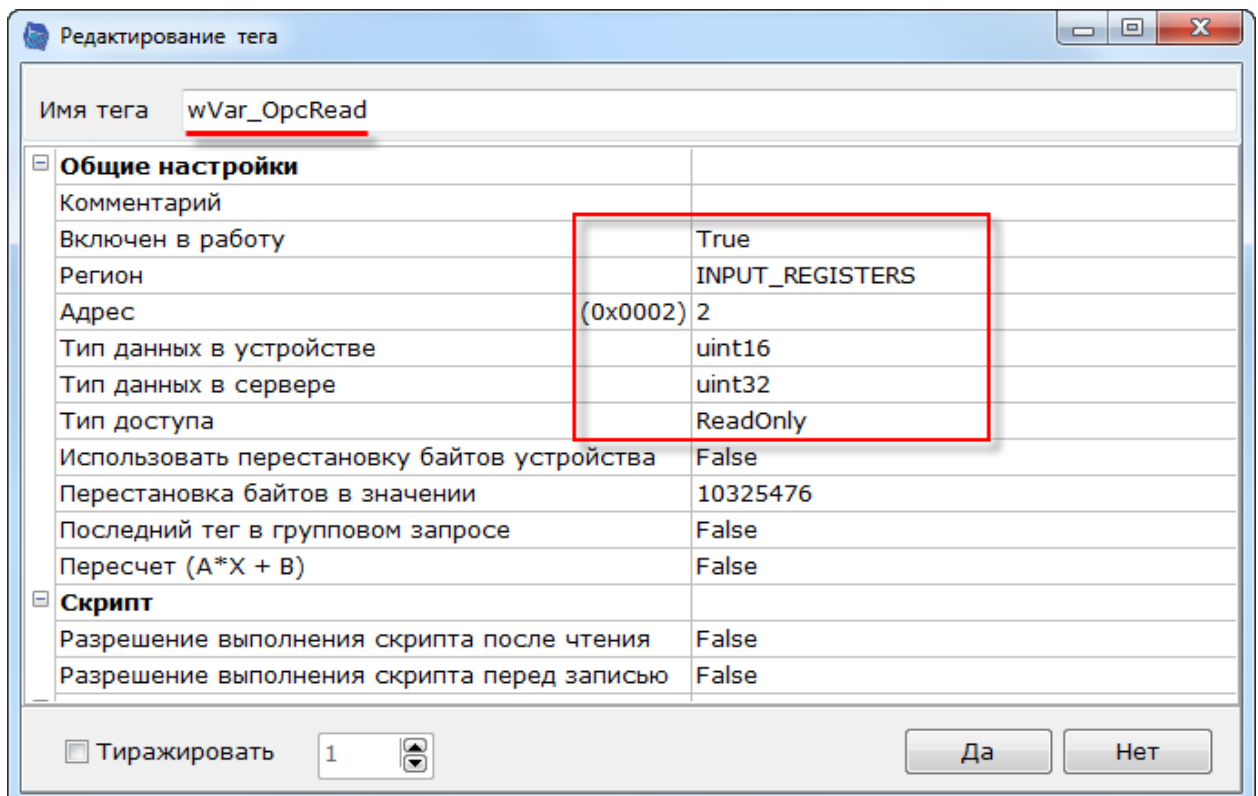 Редактирование тега
Имя тега wVar_OpcRead
Общие настройки
Комментарий
Включен в работу True
Регион INPUT_REGISTERS
Адрес (0x0002) 2
Тип данных в устройстве uint16
Тип данных в сервере uint32
Тип доступа ReadOnly
Использовать перестановку байтов устройства False
Перестановка байтов в значении 10325476
Последний тег в групповом запросе False
Пересчет (A*X + B) False
Скрипт
Разрешение выполнения скрипта после чтения False
Разрешение выполнения скрипта перед записью False
Тиражировать 1 Да Нет